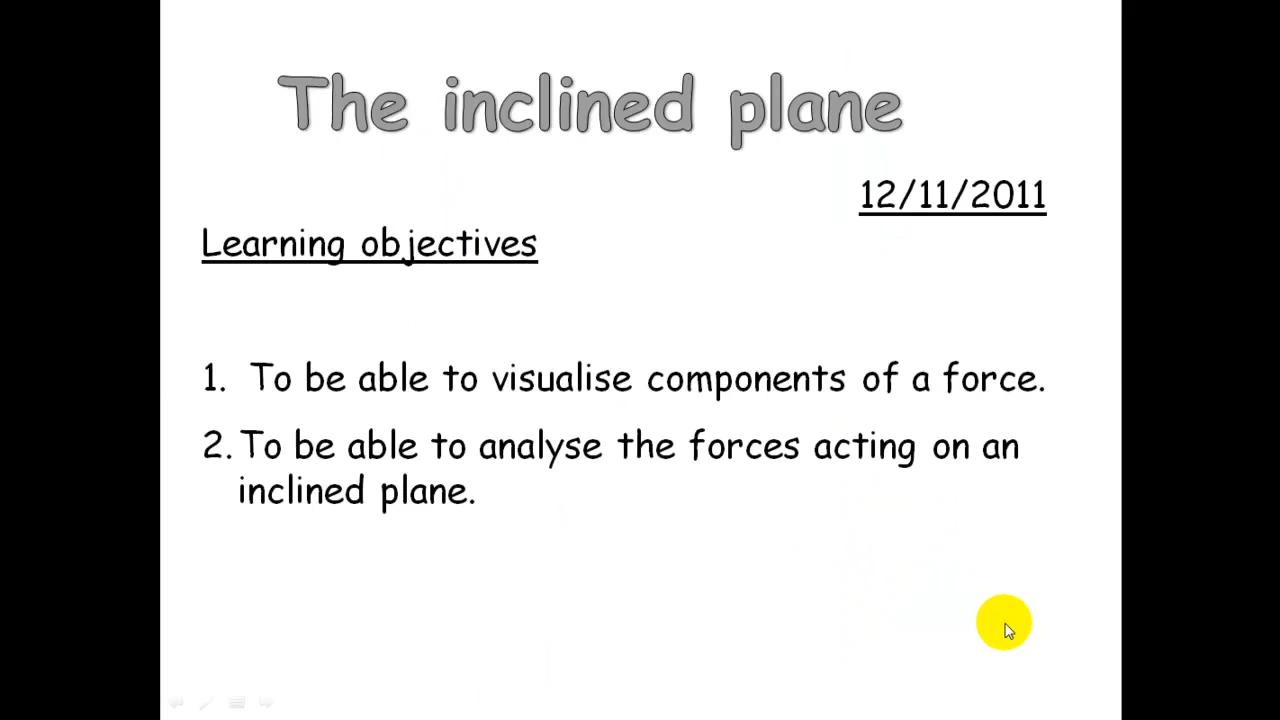 The inclined plane
12/11/2011
Learning objectives
1. To be able to visualise components of a force.
2. To be able to analyse the forces acting on an
inclined plane.